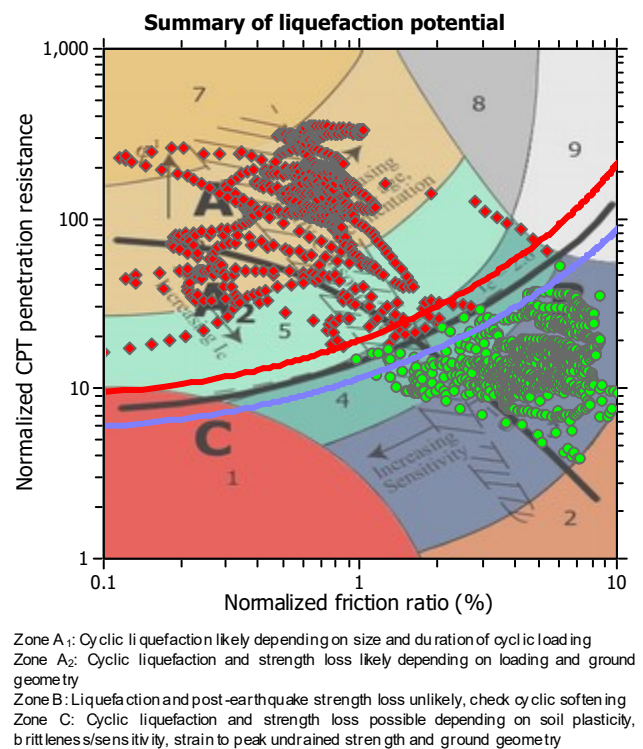 Summary of liquefaction potential
1,000
100
10
1
0.1
1
10
Normalized CPT penetration resistance
Normalized friction ratio (%)
7
8
9
A
A2
5
4
C
1
2
Increasing Ic
Increasing
Sensitivity
Zone A1: Cyclic liquefaction likely depending on size and duration of cyclic loading
Zone A2: Cyclic liquefaction and strength loss likely depending on loading and ground
geometry
Zone B: Liquefaction and post-earthquake strength loss unlikely, check cyclic softening
Zone C: Cyclic liquefaction and strength loss possible depending on soil plasticity,
brittleness/sensitivity, strain to peak undrained strength and ground geometry